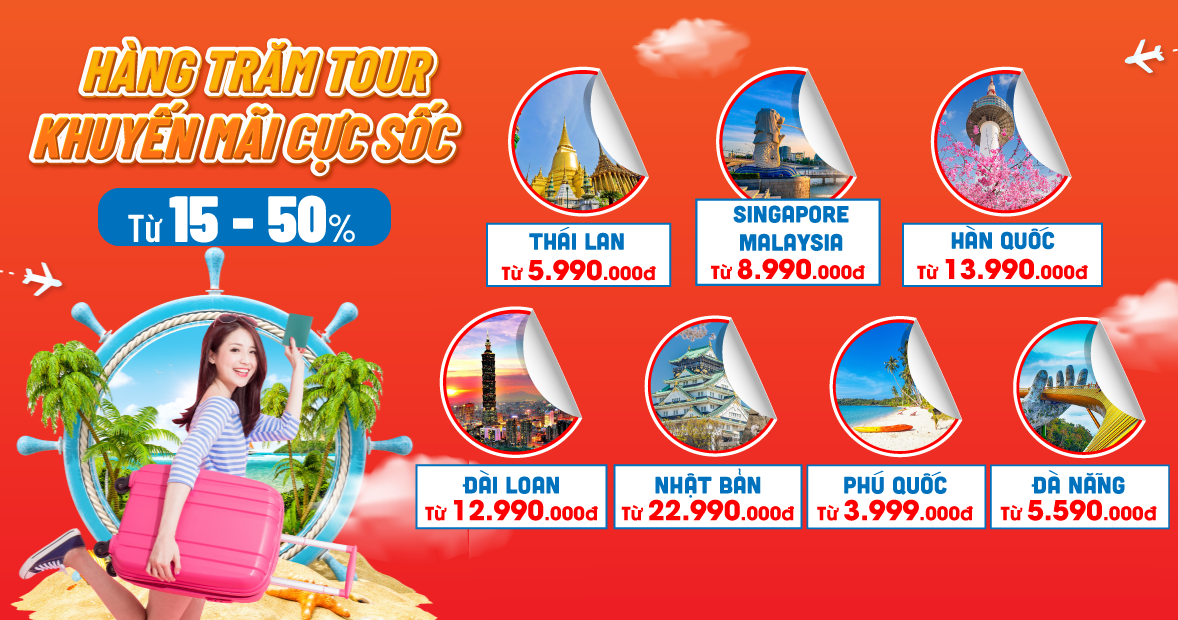 HÀNG TRĂM TOUR
KHUYẾN MÃI CỰC SỐC
Từ 15 - 50%
THÁI LAN
Từ 5.990.000đ
SINGAPORE
MALAYSIA
Từ 8.990.000đ
HÀN QUỐC
Từ 13.990.000đ
ĐÀI LOAN
Từ 12.990.000đ
NHẬT BẢN
Từ 22.990.000đ
PHÚ QUỐC
Từ 3.999.000đ
ĐÀ NẴNG
Từ 5.590.000đ